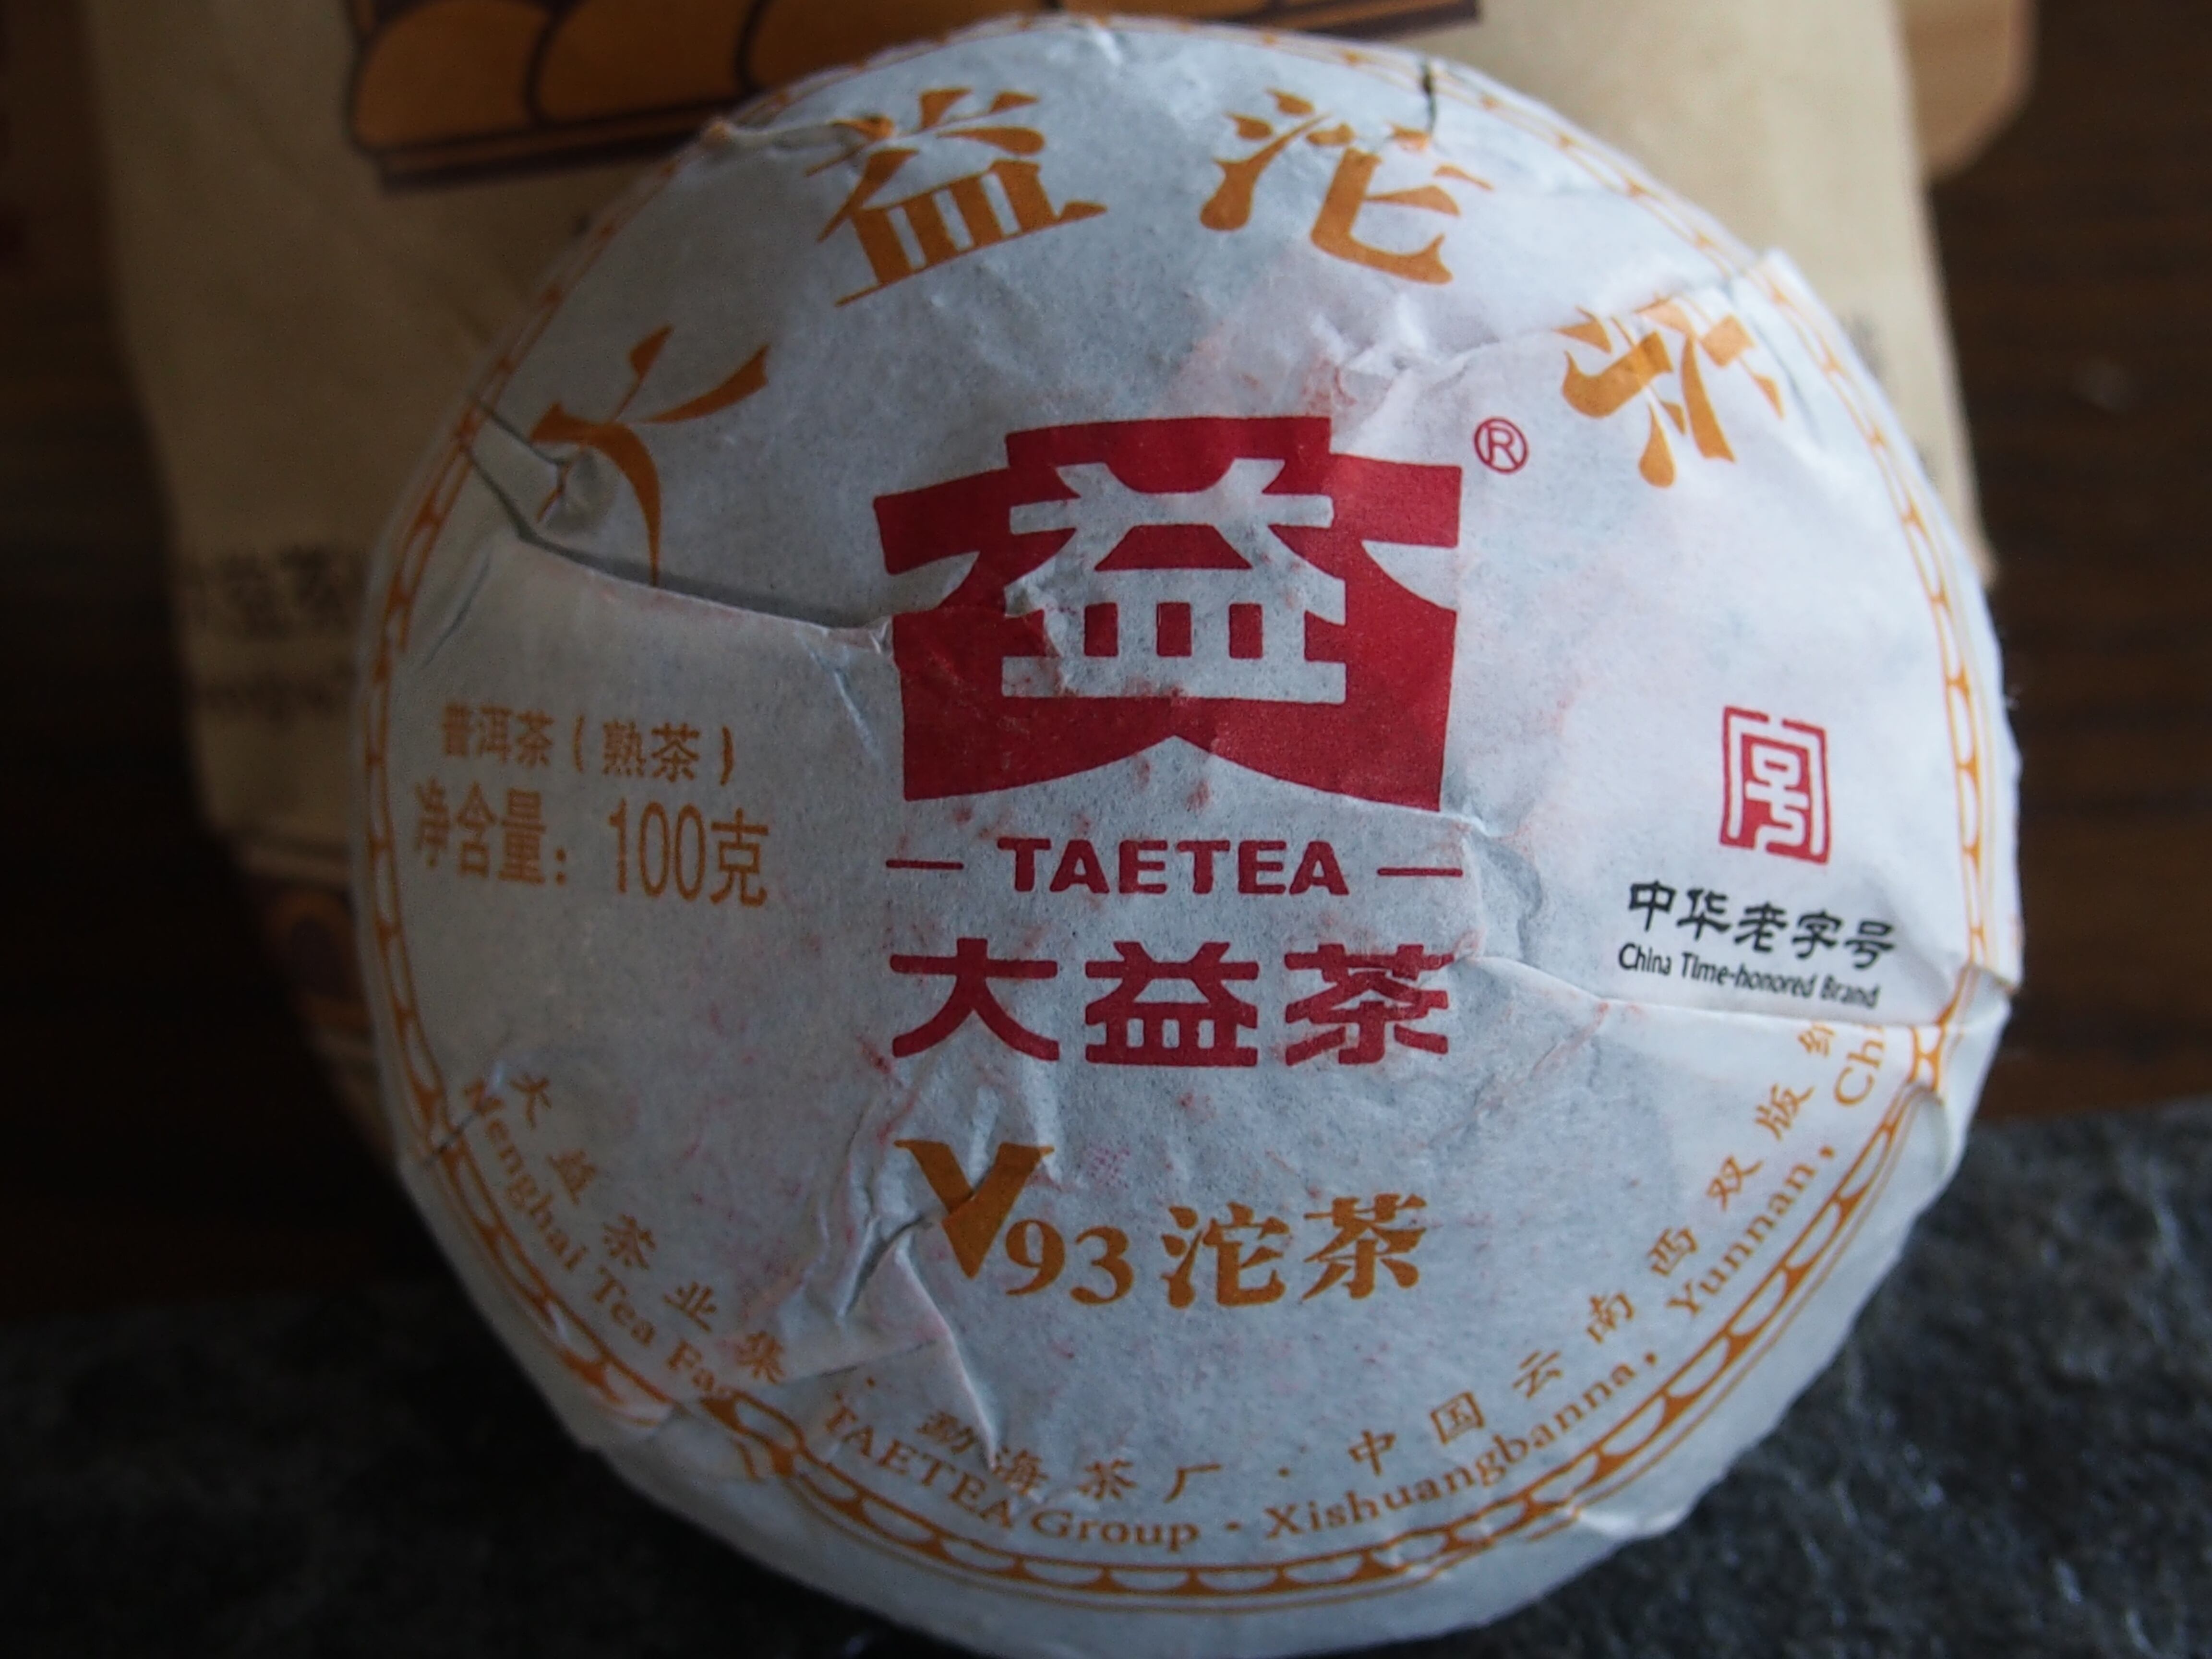 大益沱茶
益
®
普洱茶（熟茶）
净含量：100克
TAETEA
大益茶
中华老字号
China Time-honored Brand
V93沱茶
大益茶业集 · 勐海茶厂 · 中国云南西双版纳
Menghai Tea TAETEA Group - Xishuangbanna, Yunnan,